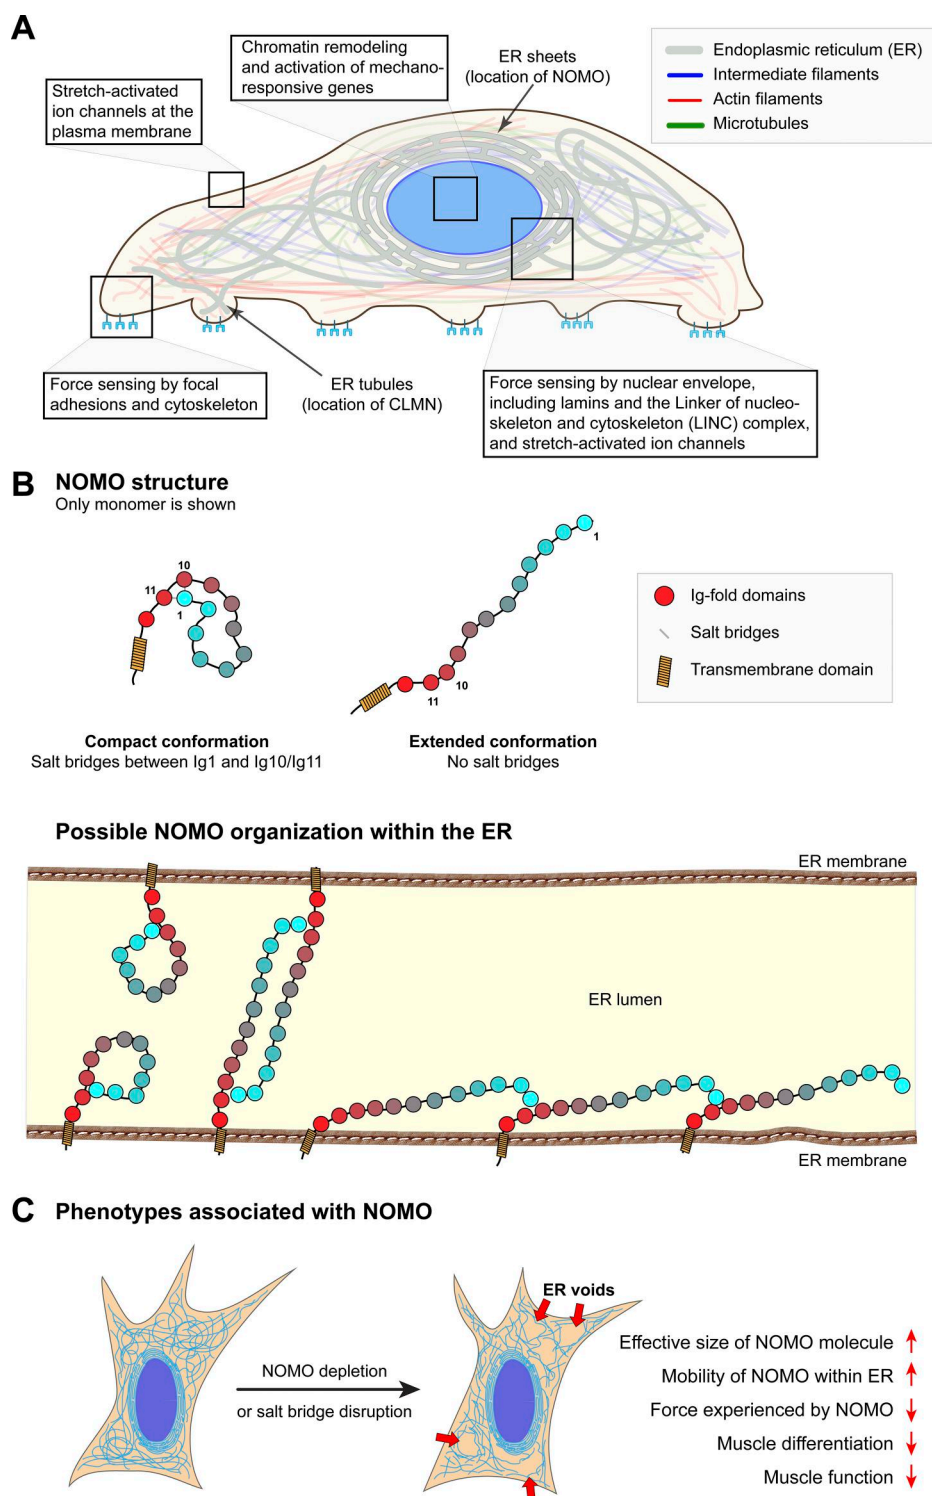 A
Chromatin remodeling
and activation of mechano-
responsive genes
ER sheets
(location of NOMO)
Endoplasmic reticulum (ER)
Intermediate filaments
Actin filaments
Microtubules
Stretch-activated
ion channels at the
plasma membrane
Force sensing by focal
adhesions and cytoskeleton
ER tubules
(location of CLMN)
Force sensing by nuclear envelope,
including lamins and the Linker of nucleo-
skeleton and cytoskeleton (LINC) complex,
and stretch-activated ion channels
B NOMO structure
Only monomer is shown
10
11
1
1
10
11
Ig-fold domains
Salt bridges
Transmembrane domain
Compact conformation
Salt bridges between Ig1 and Ig10/Ig11
Extended conformation
No salt bridges
Possible NOMO organization within the ER
ER membrane
ER lumen
ER membrane
C Phenotypes associated with NOMO
NOMO depletion
or salt bridge disruption
ER voids
Effective size of NOMO molecule
Mobility of NOMO within ER
Force experienced by NOMO
Muscle differentiation
Muscle function